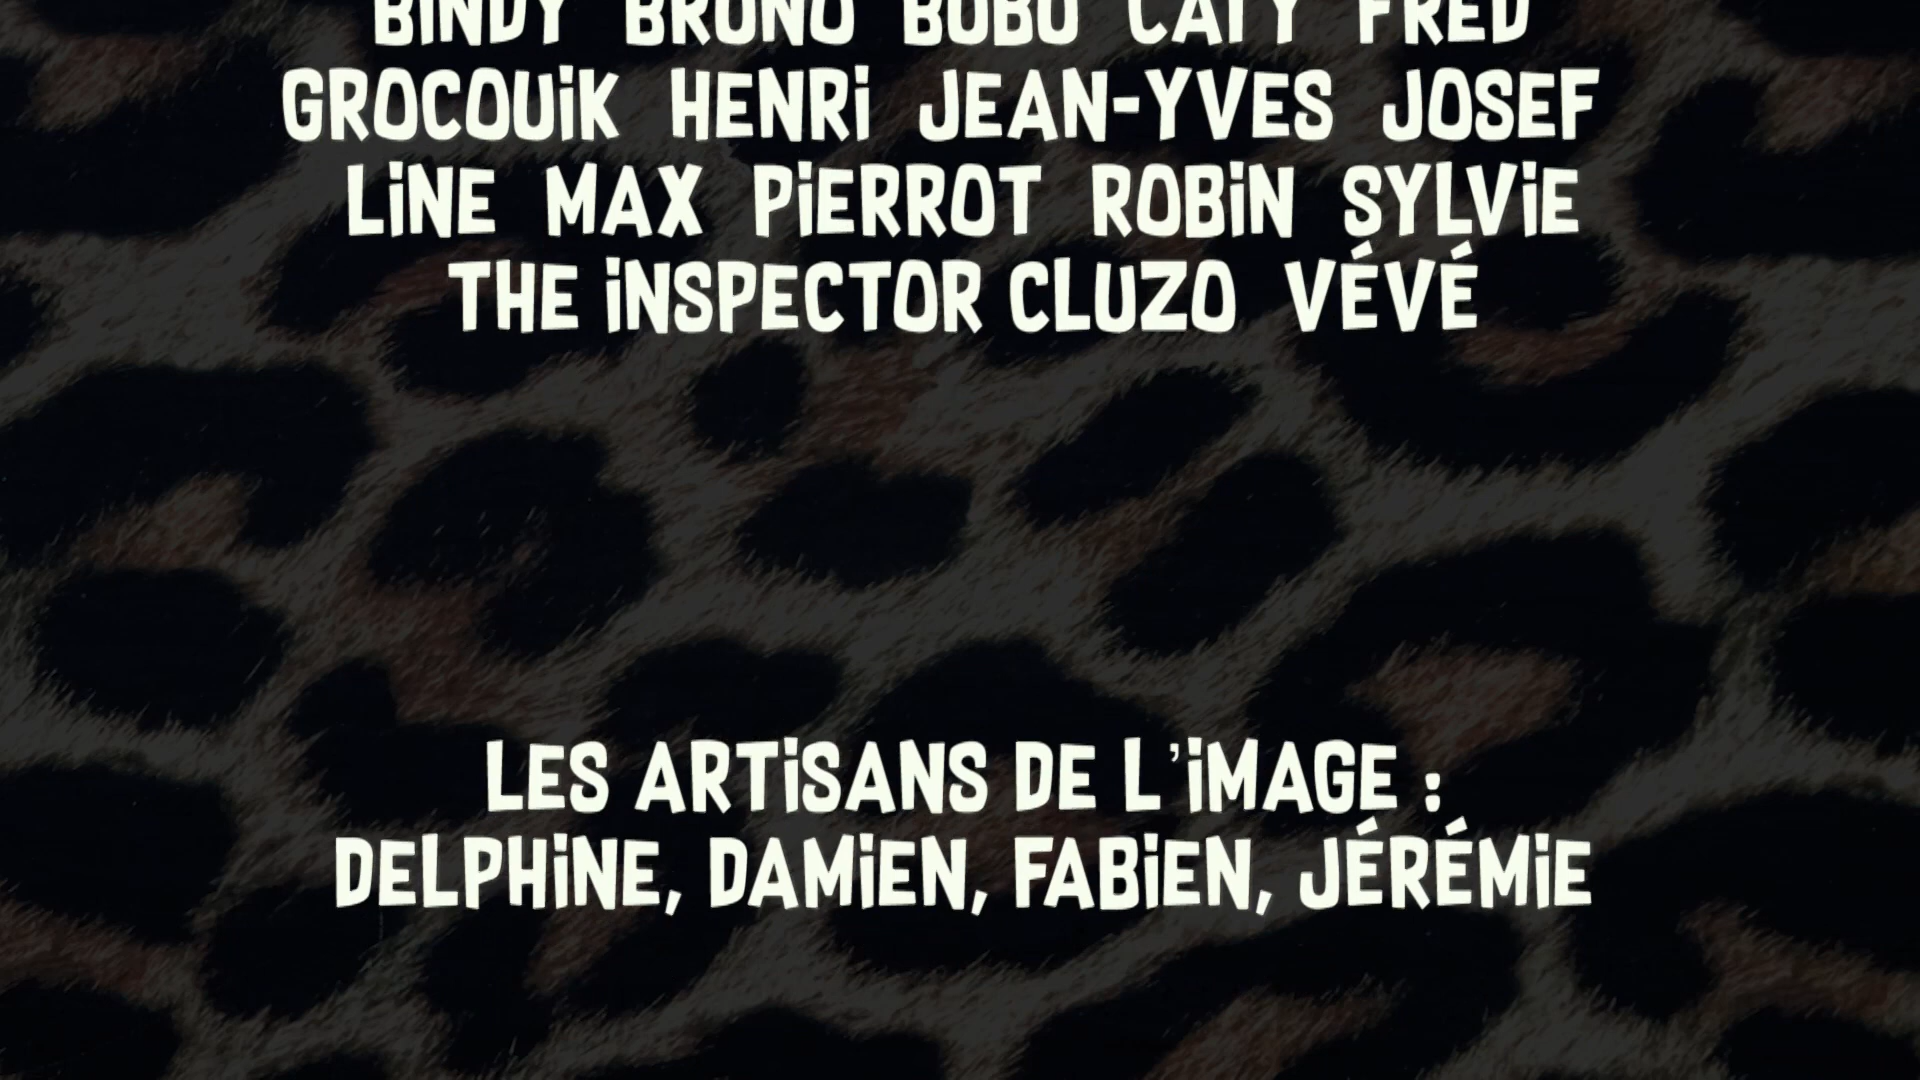 BiNDY BRUNO BOBO CATY FRED
GROCOUiK HENRi JEAN-YVES JOSEF
LiNE MAX PiERROT ROBiN SYLViE
THE iNSPECTOR CLUZO VÉVÉ
LES ARTiSANS DE L'iMAGE :
DELPHiNE, DAMiEN, FABiEN, JÉRÉMiE